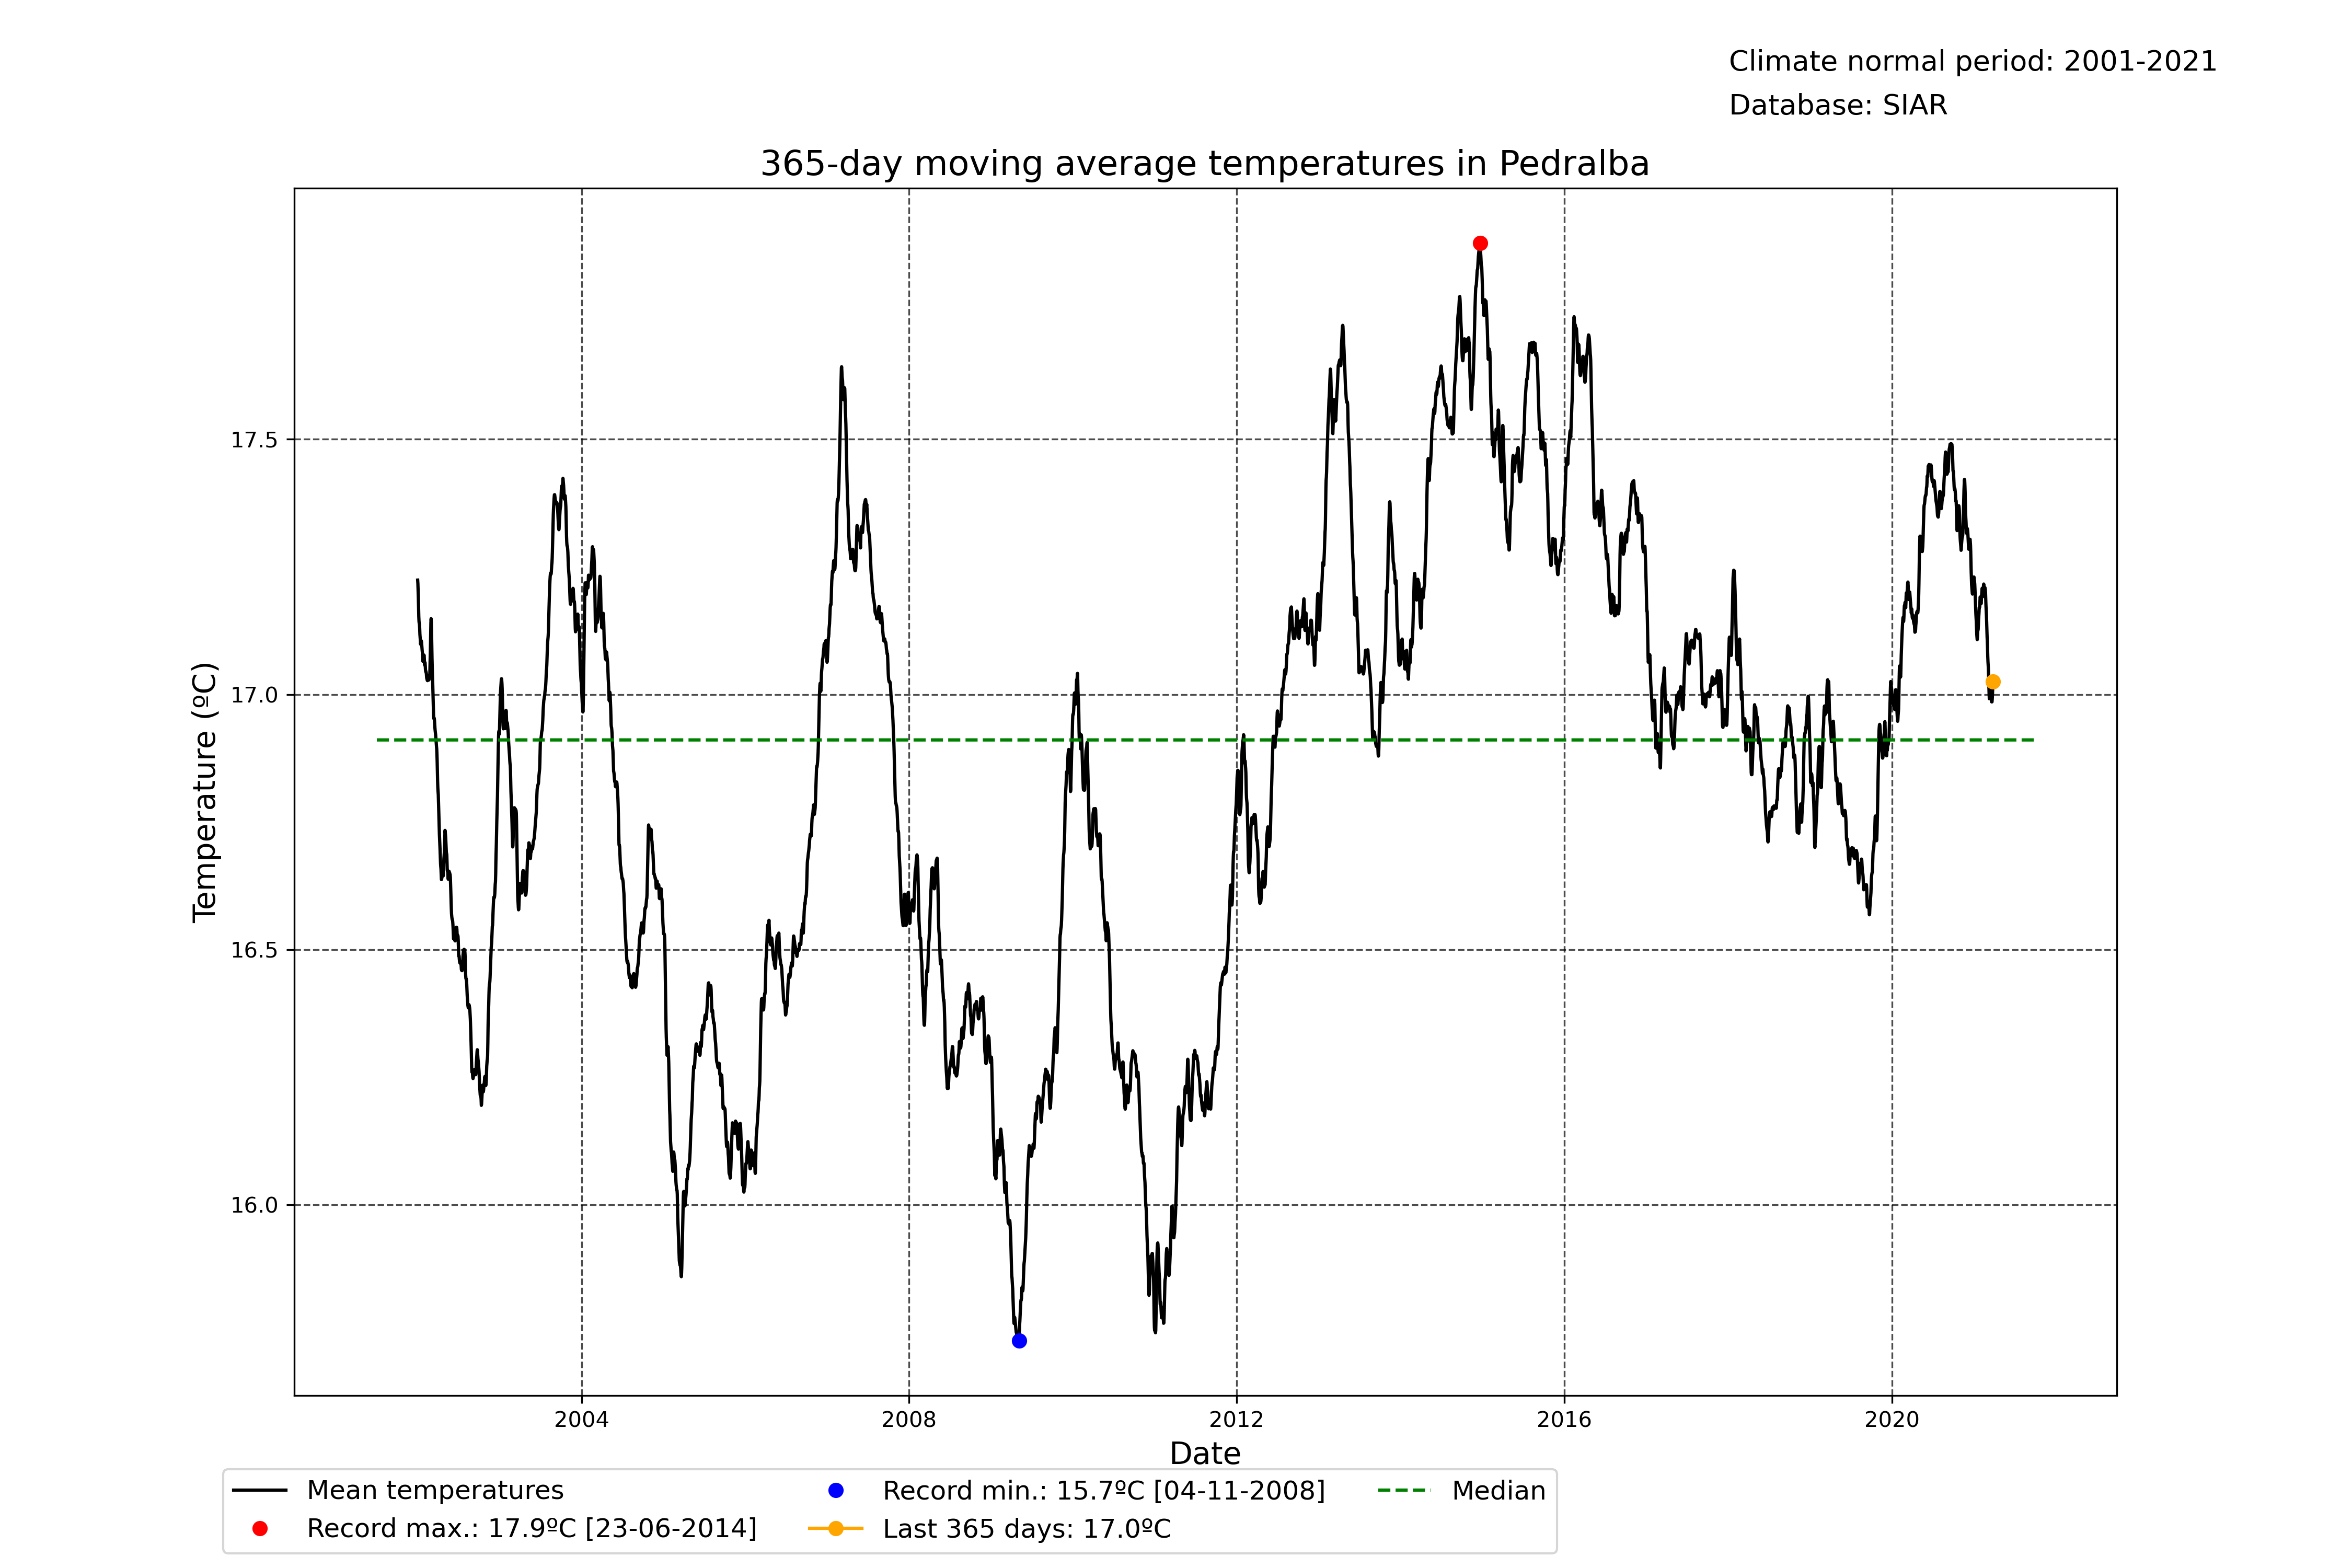 Climate normal period: 2001-2021
Database: SIAR
365-day moving average temperatures in Pedralba
17.5
17.0
16.5
16.0
Temperature (ºC)
2004
2008
2012
2016
2020
Date
Mean temperatures
Record max.: 17.9ºC [23-06-2014]
Record min.: 15.7ºC [04-11-2008]
Last 365 days: 17.0ºC
Median